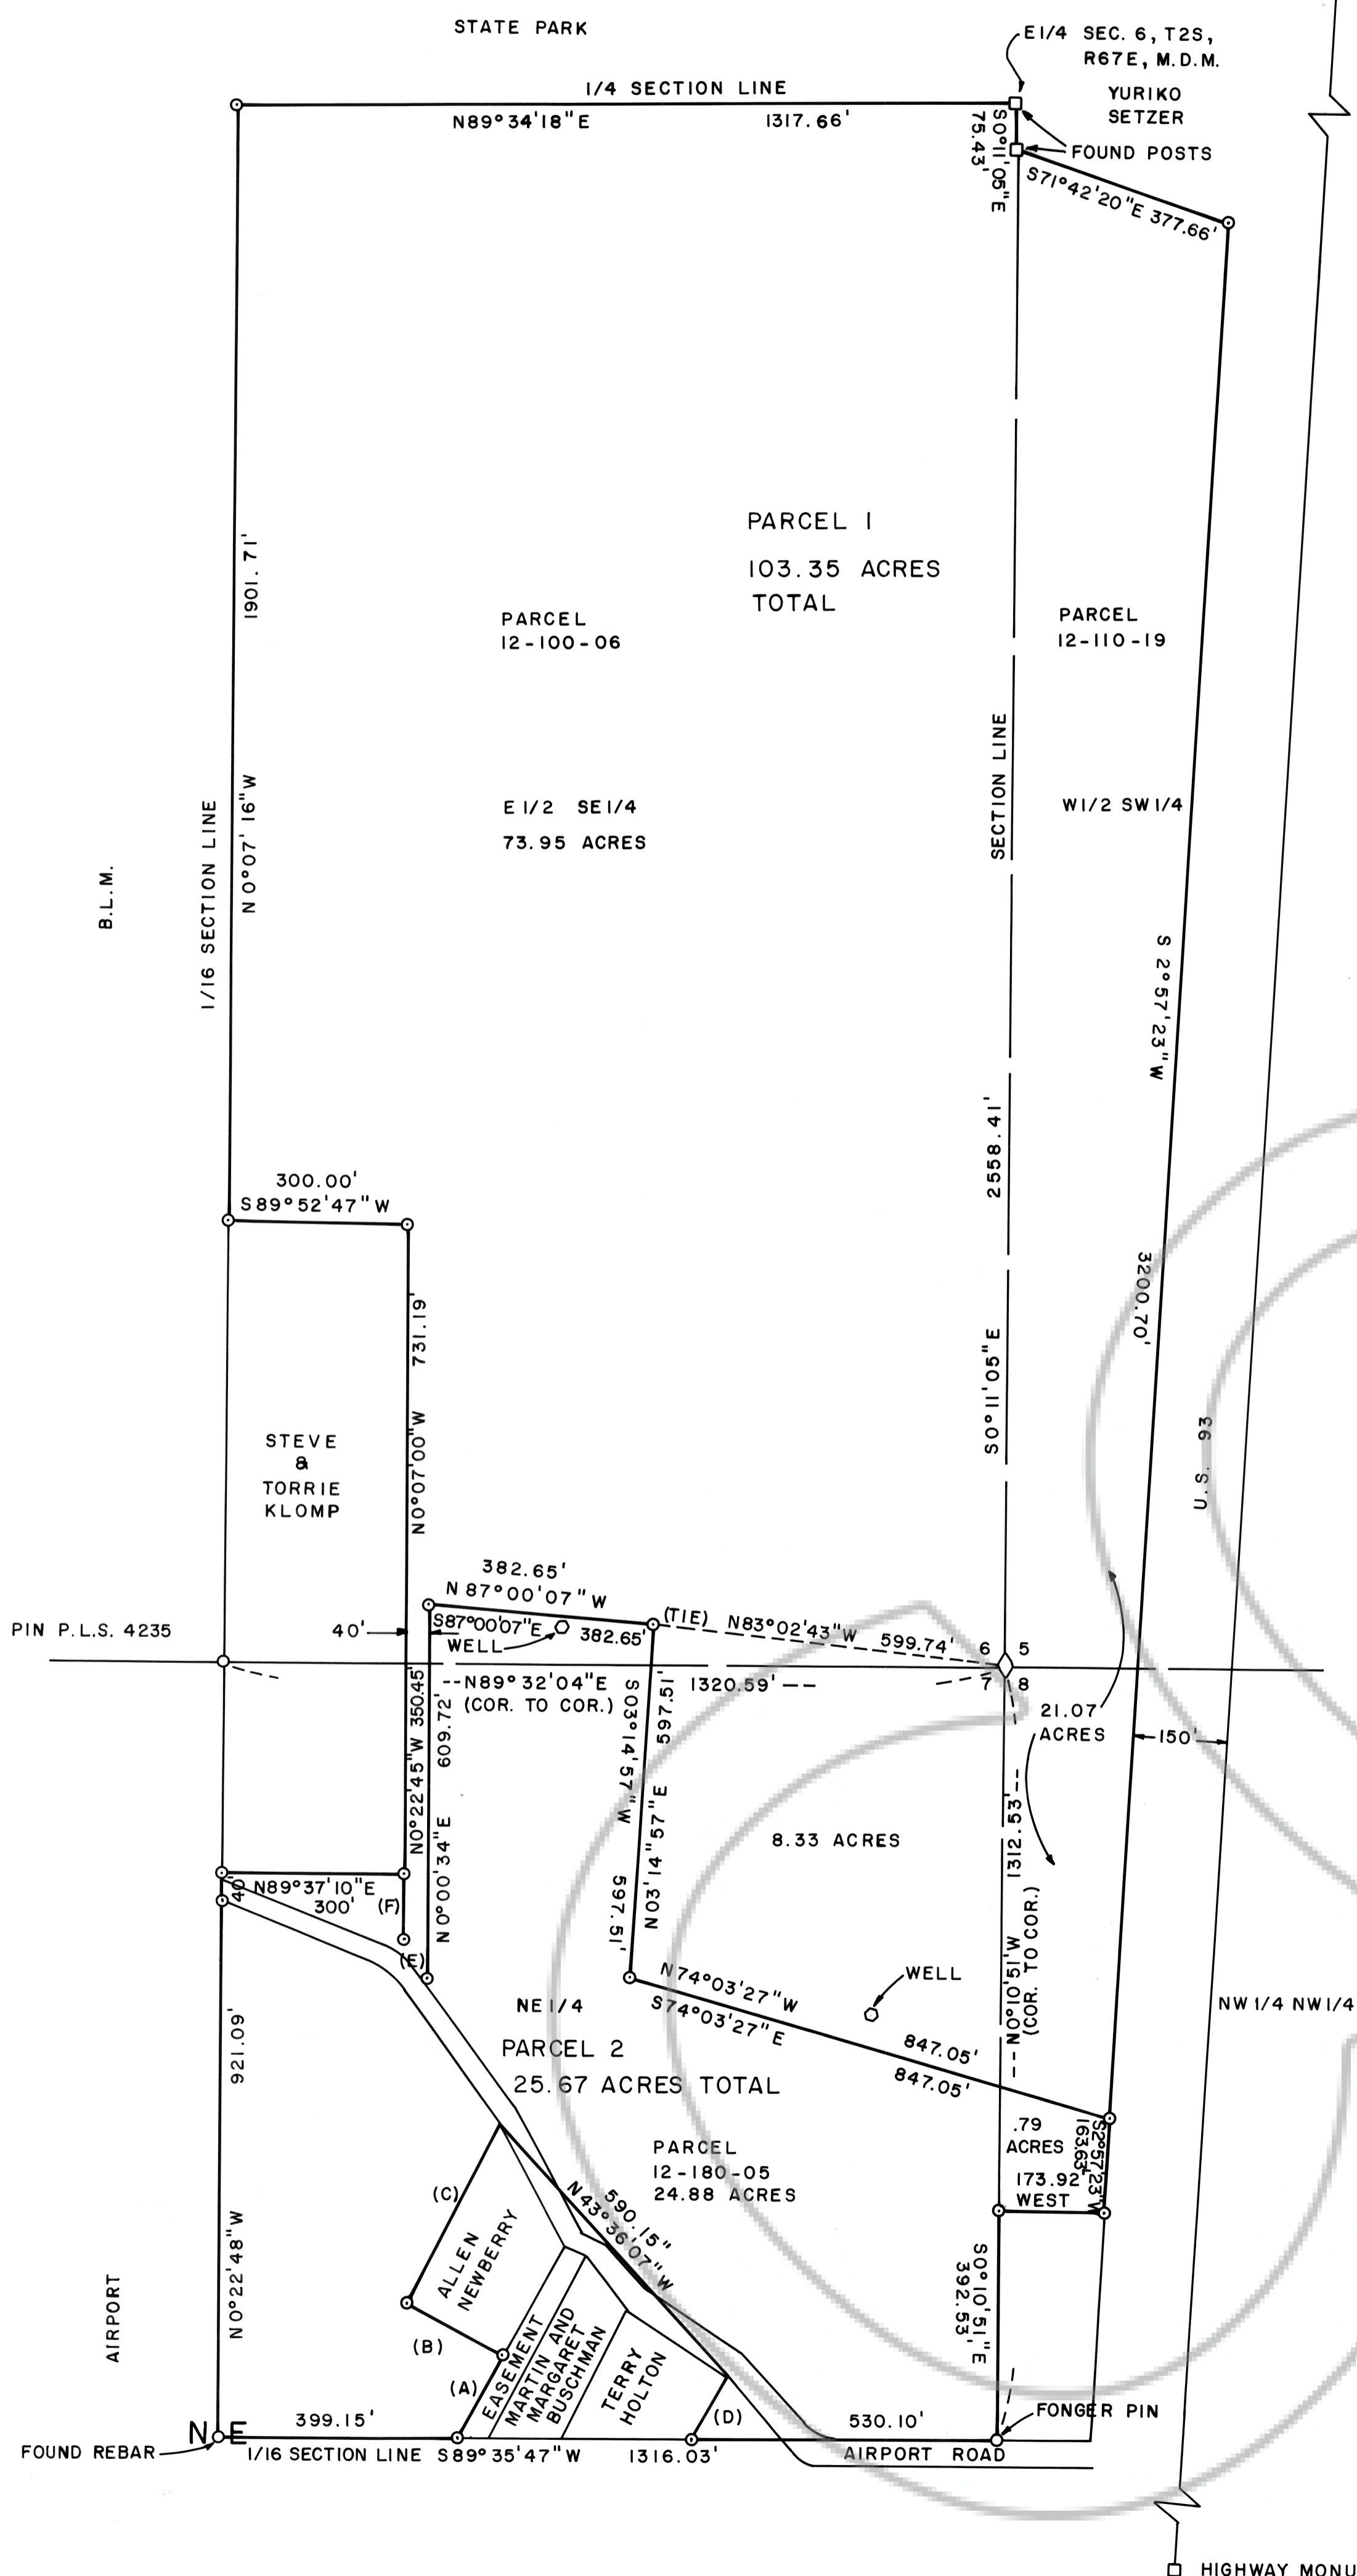 STATE PARK
E1/4 SEC. 6, T2S,
R67E, M.D.M.
1/4 SECTION LINE
YURIKO
SETZER
N89°34'18"E 1317.66'
S0°11'05"E
75.43'
FOUND POSTS
S71°42'20"E 377.66'
PARCEL 1
103.35 ACRES
TOTAL
1901.71'
PARCEL
12-100-06
PARCEL
12-110-19
SECTION LINE
E1/2 SE1/4
73.95 ACRES
W1/2 SW1/4
N0°07'16"W
1/16 SECTION LINE
B.L.M.
S 2°57'23"W
2558.41'
300.00'
S89°52'47"W
3200.70'
731.19'
S0°11'05"E
N0°07'00"W
U.S. 93
STEVE
&
TORRIE
KLOMP
382.65'
N87°00'07"W
S87°00'07"E
382.65'
WELL
(TIE) N83°02'43"W 599.74'
PIN P.L.S. 4235
40'
6 5
7 8
--N89°32'04"E 1320.59'--
(COR. TO COR.)
N0°22'45"W 350.45'
609.72'
N0°00'34"E
S03°14'57"W 597.51'
N03°14'57"E 597.51'
21.07
ACRES
150'
8.33 ACRES
--N0°10'51"W 1312.53'--
(COR. TO COR.)
40'
N89°37'10"E
300' (F)
(E)
WELL
N74°03'27"W 847.05'
S74°03'27"E 847.05'
NE1/4
NW1/4 NW1/4
PARCEL 2
25.67 ACRES TOTAL
921.09'
.79
ACRES
S2°57'23"W
163.63'
173.92'
WEST
PARCEL
12-180-05
24.88 ACRES
590.15"
N43°36'07"W
(C)
ALLEN
NEWBERRY
N0°22'48"W
S0°10'51"E
392.53'
AIRPORT
(B)
(A)
EASEMENT
MARTIN AND
MARGARET
BUSCHMAN
TERRY
HOLTON
(D)
FONGER PIN
N E
399.15'
530.10'
FOUND REBAR
1/16 SECTION LINE S89°35'47"W 1316.03'
AIRPORT ROAD
HIGHWAY MONU